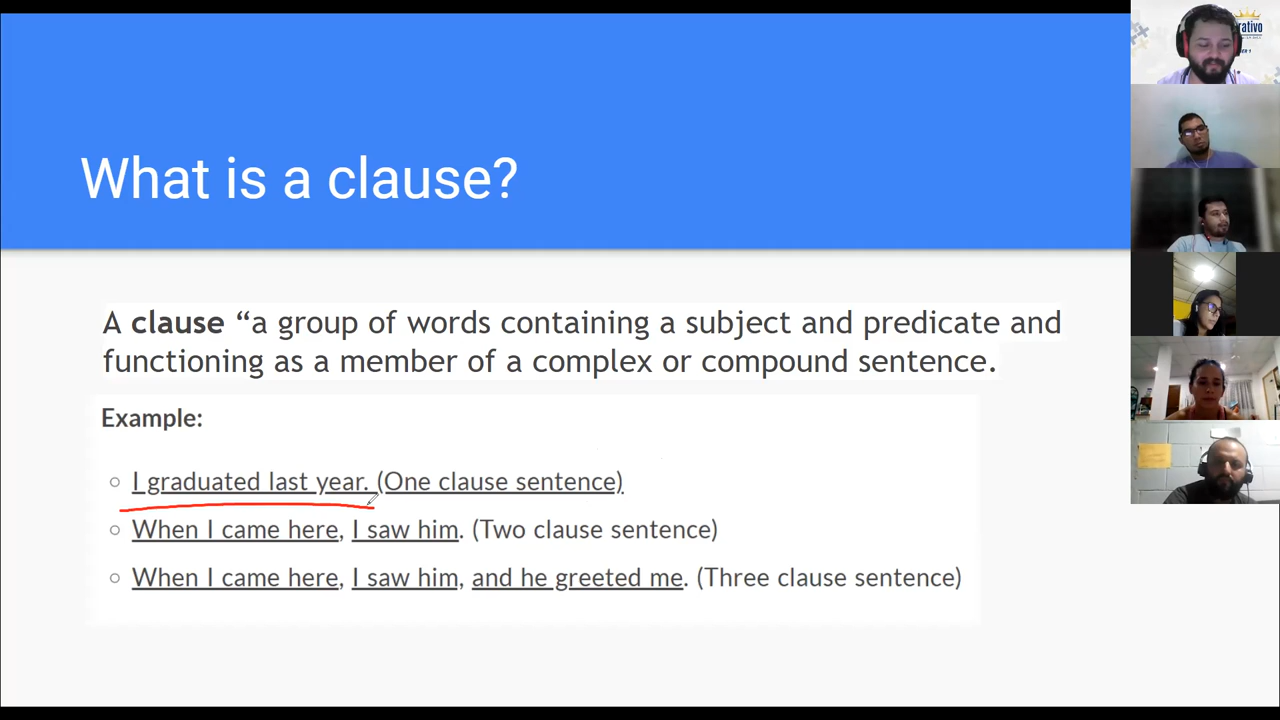 What is a clause?
A clause “a group of words containing a subject and predicate and
functioning as a member of a complex or compound sentence.
Example:
I graduated last year. (One clause sentence)
When I came here, I saw him. (Two clause sentence)
When I came here, I saw him, and he greeted me. (Three clause sentence)
rativo